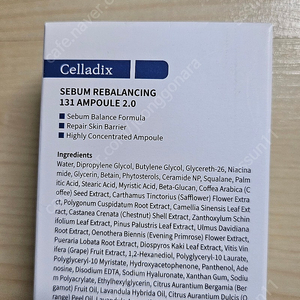 Celladix
SEBUM REBALANCING
131 AMPOULE 2.0
Sebum Balance Formula
Repair Skin Barrier
Highly Concentrated Ampoule
Ingredients
Water, Dipropylene Glycol, Butylene Glycol, Glycereth-26, Niacina
mide, Glycerin, Betain, Phytosteros, Ceramide NP, Squalane, Palm
itic Acid, Stearic Acid, Myristic Acid, Beta-Glucan, Coffea Arabica (C
offee) Seed Extract, Carthamus Tinctorius (Safflower) Flower Extra
ct, Polygonum Cuspidatum Root Extract, Camellia Sinensis Leaf Ext
ract, Castanea Crenata (Chestnut) Shell Extract, Zanthoxylum Schin
ifolium Leaf Extract, Pinus Palustris Leaf Extract, Ulmus Davidiana
Root Extract, Oenothera Biennis (Evening Primrose) Flower Extract,
Pueraria Lobata Root Extract, Diospyros Kaki Leaf Extract, Vitis Vin
ifera (Grape) Fruit Extract, 1,2-Hexanediol, Polyglyceryl-10 Laurate,
Polyglyceryl-10 Myristate, Hydroxyacetophenone, Panthenol, Ade
nosine, Disodium EDTA, Sodium Hyaluronate, Xanthan Gum, Sodiu
m Polyacrylate, Ethylhexylglycerin, Citrus Aurantium Bergamia (Ber
gamot) Fruit Oil, Lavandula Hybrida Oil, Citrus Aurantium Dulcis (O